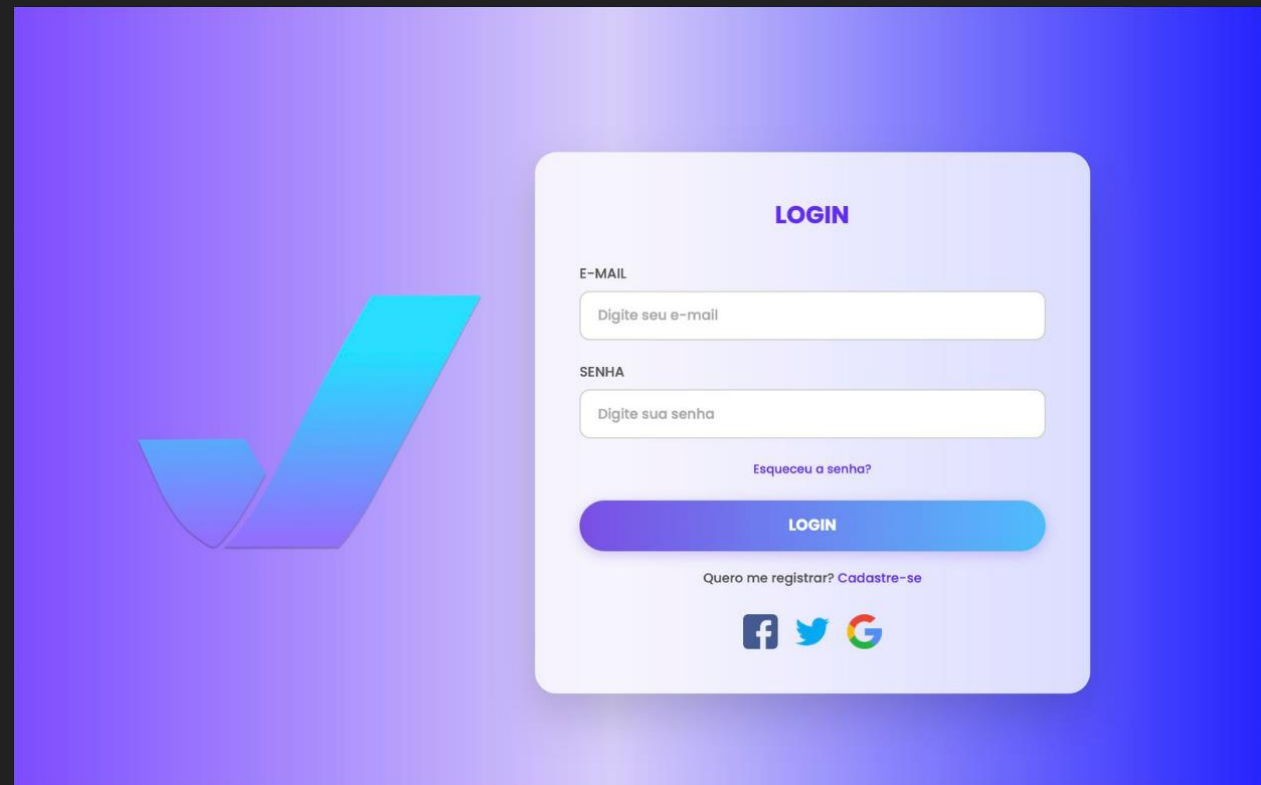 LOGIN
E-MAIL
Digite seu e-mail
SENHA
Digite sua senha
Esqueceu a senha?
LOGIN
Quero me registrar? Cadastre-se